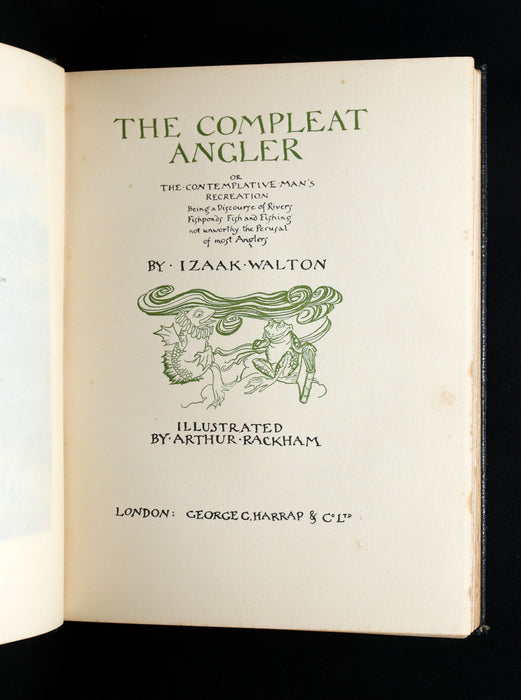 THE COMPLEAT
ANGLER
OR
THE·CONTEMPLATIVE·MAN'S
RECREATION
Being a Discourse of Rivers
Fishponds Fish and Fishing
not unworthy the Perusal
of most Anglers
BY·IZAAK·WALTON
ILLUSTRATED
BY·ARTHUR·RACKHAM
LONDON: GEORGE G. HARRAP & Co LTD